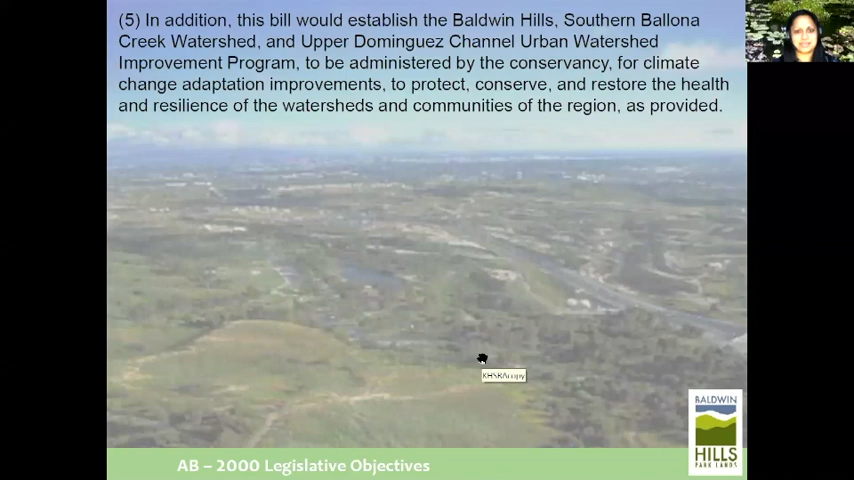 (5) In addition, this bill would establish the Baldwin Hills, Southern Ballona
Creek Watershed, and Upper Dominguez Channel Urban Watershed
Improvement Program, to be administered by the conservancy, for climate
change adaptation improvements, to protect, conserve, and restore the health
and resilience of the watersheds and communities of the region, as provided.
BALDWIN
HILLS
PARK LANDS
AB – 2000 Legislative Objectives